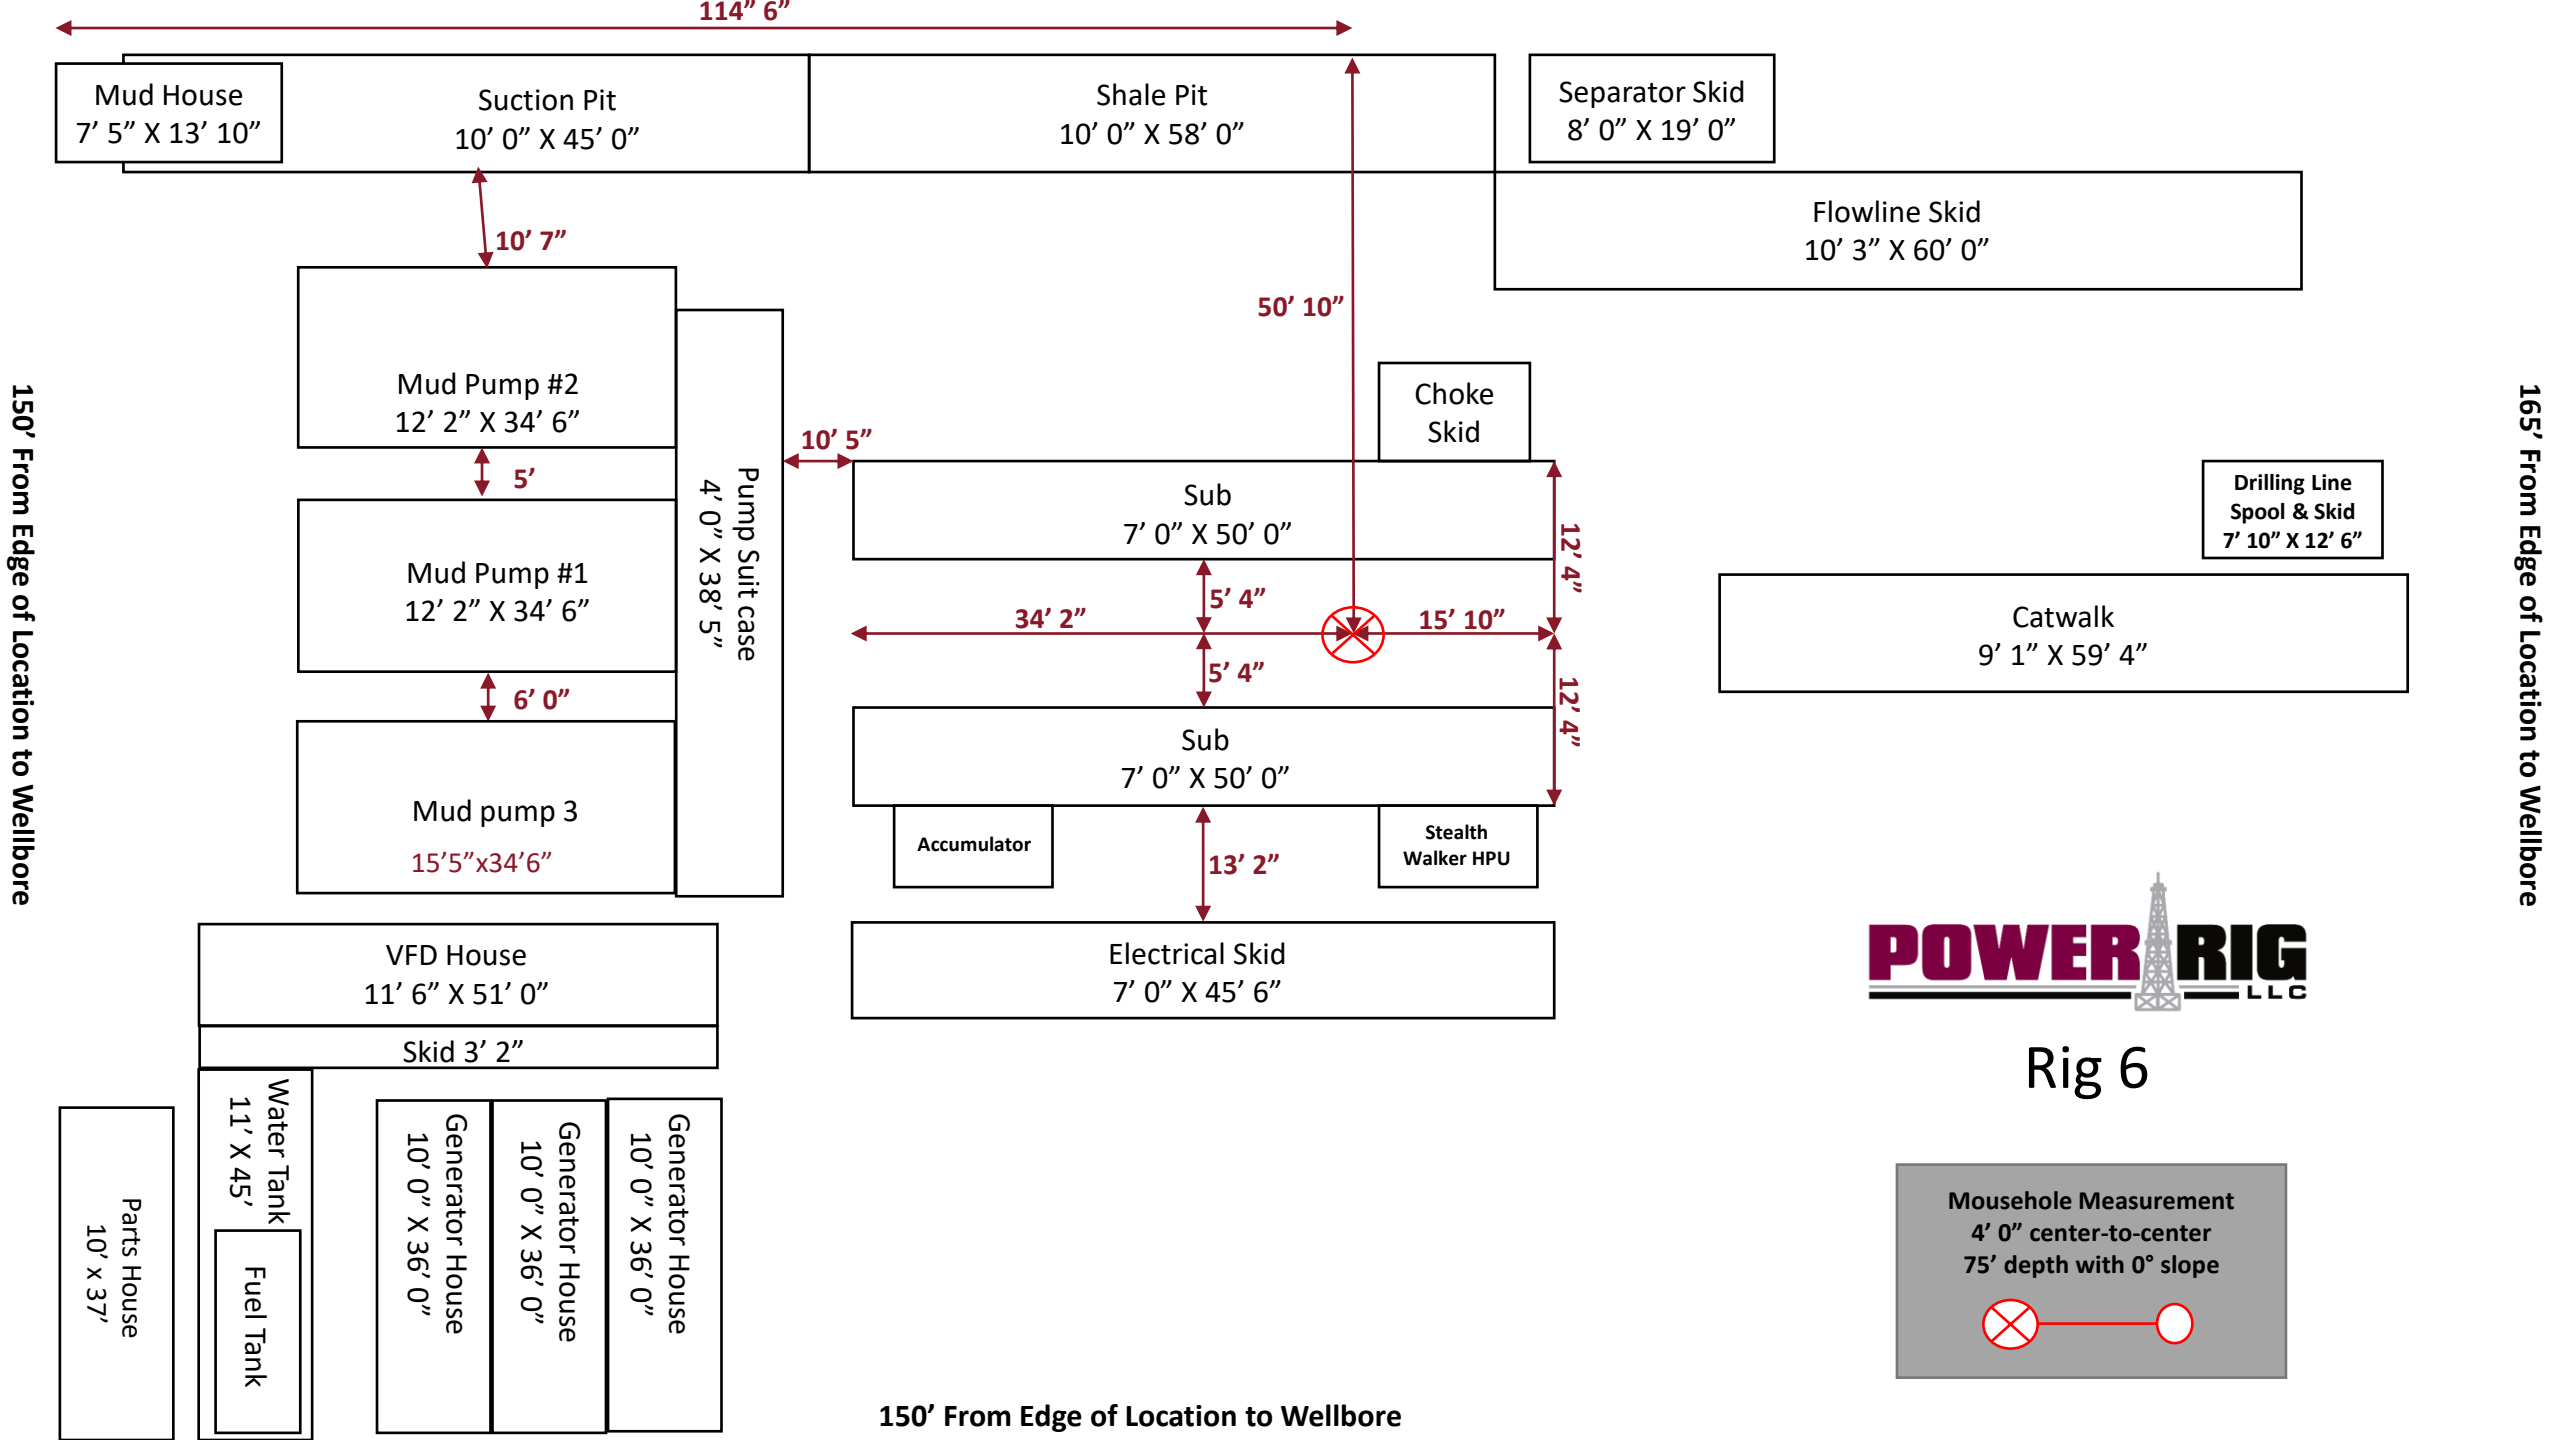 114” 6”
Mud House
7’ 5” X 13’ 10”
Suction Pit
10’ 0” X 45’ 0”
Shale Pit
10’ 0” X 58’ 0”
Separator Skid
8’ 0” X 19’ 0”
Flowline Skid
10’ 3” X 60’ 0”
10’ 7”
50’ 10”
Mud Pump #2
12’ 2” X 34’ 6”
Choke
Skid
150’ From Edge of Location to Wellbore
165’ From Edge of Location to Wellbore
10’ 5”
5’
Pump Suit case
4’ 0” X 38’ 5”
Sub
7’ 0” X 50’ 0”
12’ 4”
Drilling Line
Spool & Skid
7’ 10” X 12’ 6”
Mud Pump #1
12’ 2” X 34’ 6”
5’ 4”
34’ 2”
15’ 10”
Catwalk
9’ 1” X 59’ 4”
5’ 4”
6’ 0”
12’ 4”
Sub
7’ 0” X 50’ 0”
Mud pump 3
15’5”x34’6”
Accumulator
13’ 2”
Stealth
Walker HPU
VFD House
11’ 6” X 51’ 0”
Electrical Skid
7’ 0” X 45’ 6”
POWER RIG
LLC
Skid 3’ 2”
Rig 6
Parts House
10’ x 37’
Water Tank
11’ X 45’
Fuel Tank
Generator House
10’ 0” X 36’ 0”
Generator House
10’ 0” X 36’ 0”
Generator House
10’ 0” X 36’ 0”
Mousehole Measurement
4’ 0” center-to-center
75’ depth with 0° slope
150’ From Edge of Location to Wellbore